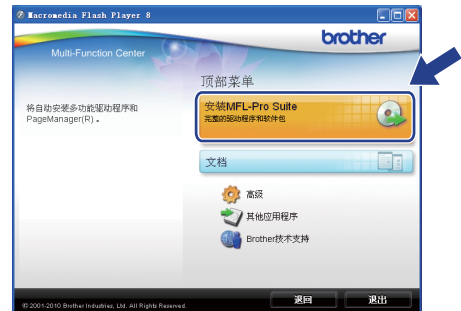 Macromedia Flash Player 8
brother
Multi-Function Center
顶部菜单
将自动安装多功能驱动程序和
PageManager(R)。
安装MFL-Pro Suite
完整的驱动程序和软件包
文档
高级
其他应用程序
Brother技术支持
© 2001-2010 Brother Industries, Ltd. All Rights Reserved.
返回
退出